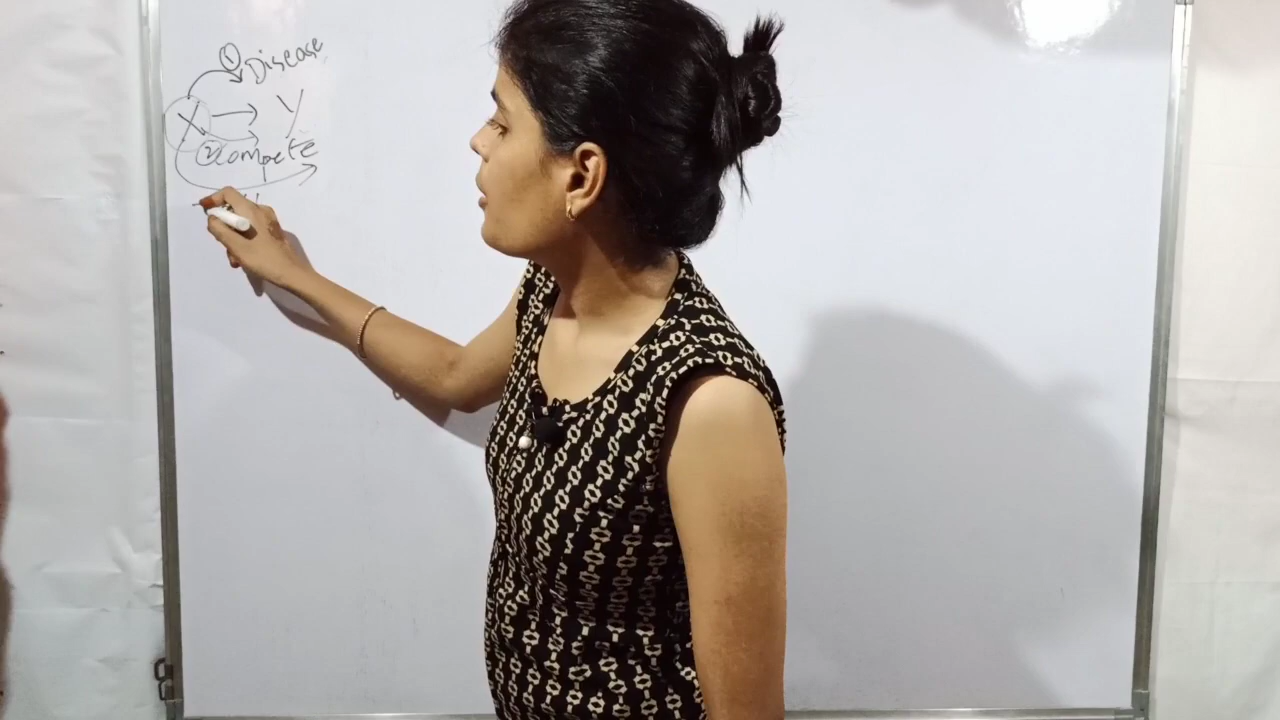 ① Disease
X → Y
② compete